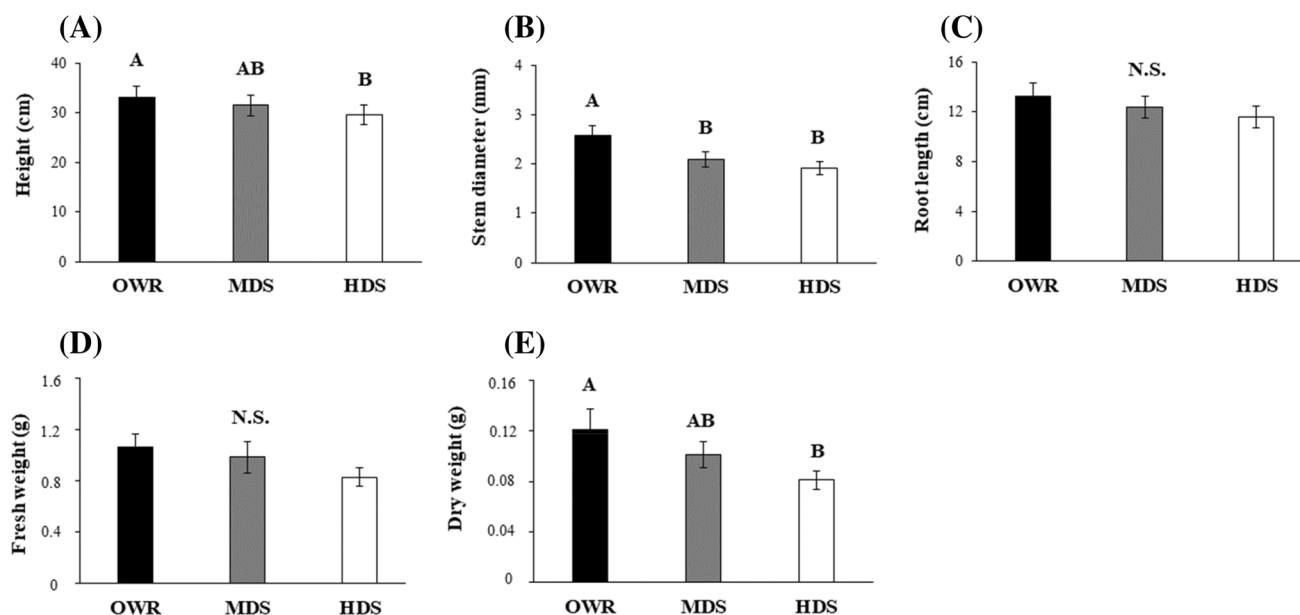 (A)
Height (cm)
40
30
20
10
0
A
AB
B
OWR
MDS
HDS
(B)
Stem diameter (mm)
4
3
2
1
0
A
B
B
OWR
MDS
HDS
(C)
Root length (cm)
16
12
8
4
0
N.S.
OWR
MDS
HDS
(D)
Fresh weight (g)
1.6
1.2
0.8
0.4
0
N.S.
OWR
MDS
HDS
(E)
Dry weight (g)
0.16
0.12
0.08
0.04
0
A
AB
B
OWR
MDS
HDS